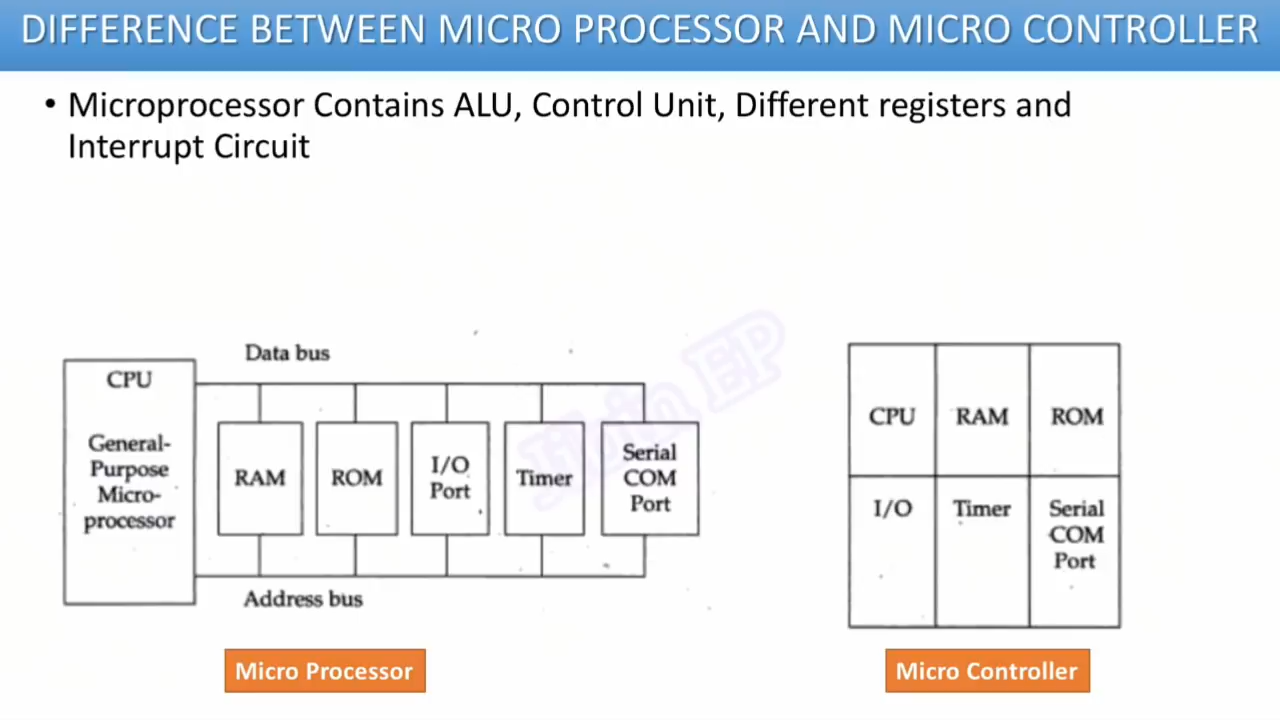 DIFFERENCE BETWEEN MICRO PROCESSOR AND MICRO CONTROLLER
• Microprocessor Contains ALU, Control Unit, Different registers and
Interrupt Circuit
Data bus
CPU
General-
Purpose
Micro-
processor
RAM
ROM
I/O
Port
Timer
Serial
COM
Port
Address bus
Micro Processor
CPU
RAM
ROM
I/O
Timer
Serial
COM
Port
Micro Controller
Jibin EP